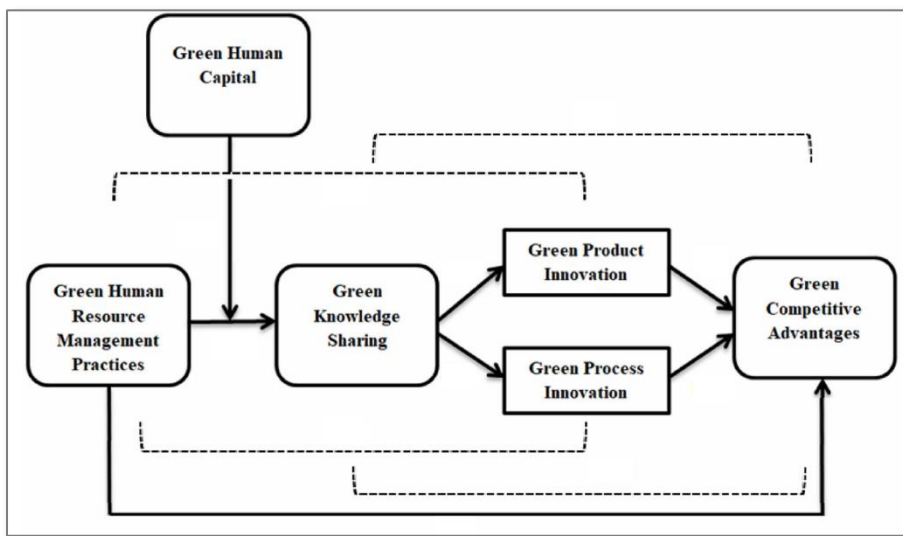 Green Human
Capital
Green Human
Resource
Management
Practices
Green
Knowledge
Sharing
Green Product
Innovation
Green Process
Innovation
Green
Competitive
Advantages